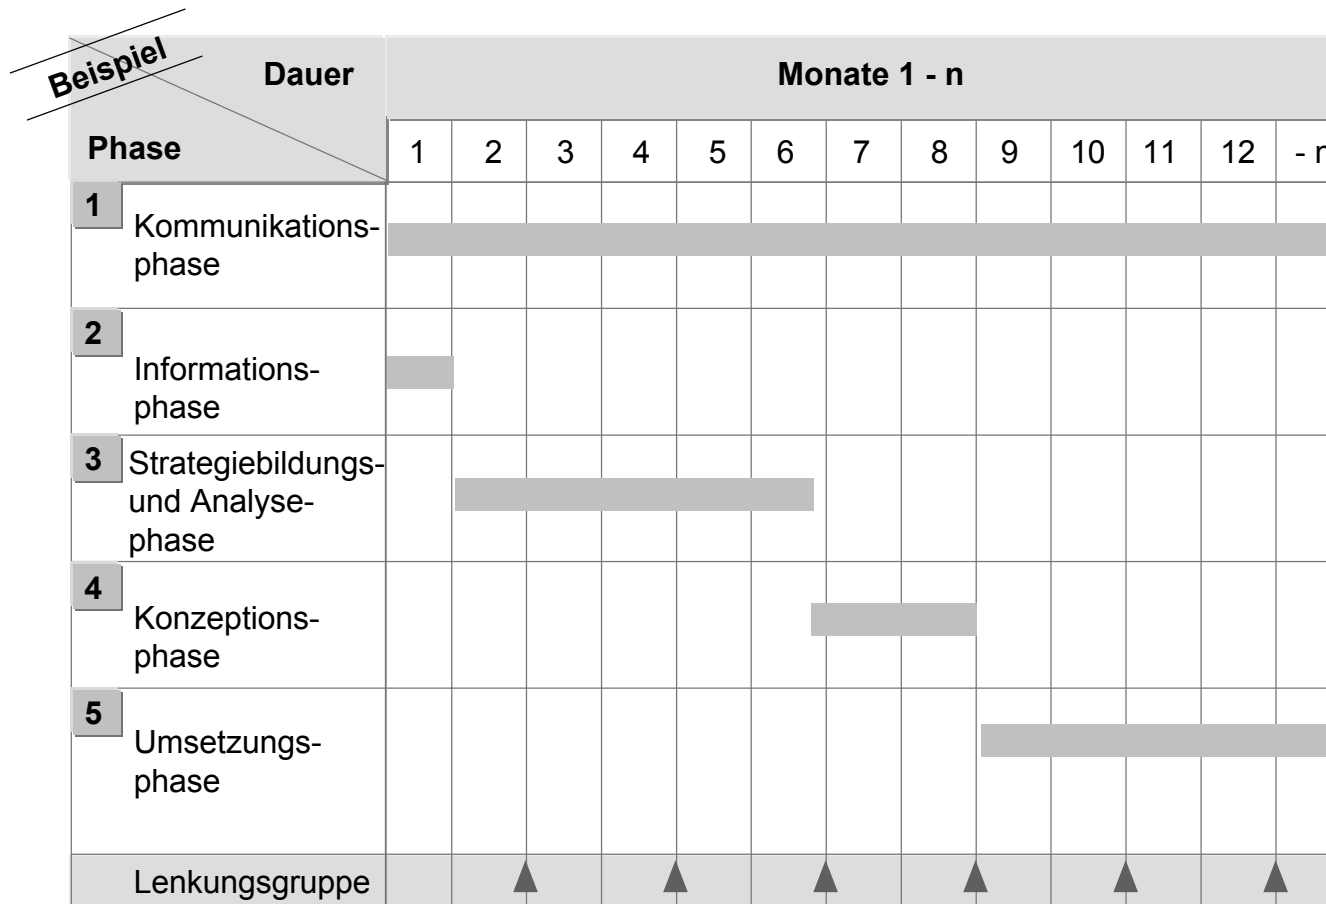 Beispiel
Dauer
Monate 1 - n
Phase
1 2 3 4 5 6 7 8 9 10 11 12 - n
1
Kommunikations-
phase
2
Informations-
phase
3
Strategiebildungs-
und Analyse-
phase
4
Konzeptions-
phase
5
Umsetzungs-
phase
Lenkungsgruppe